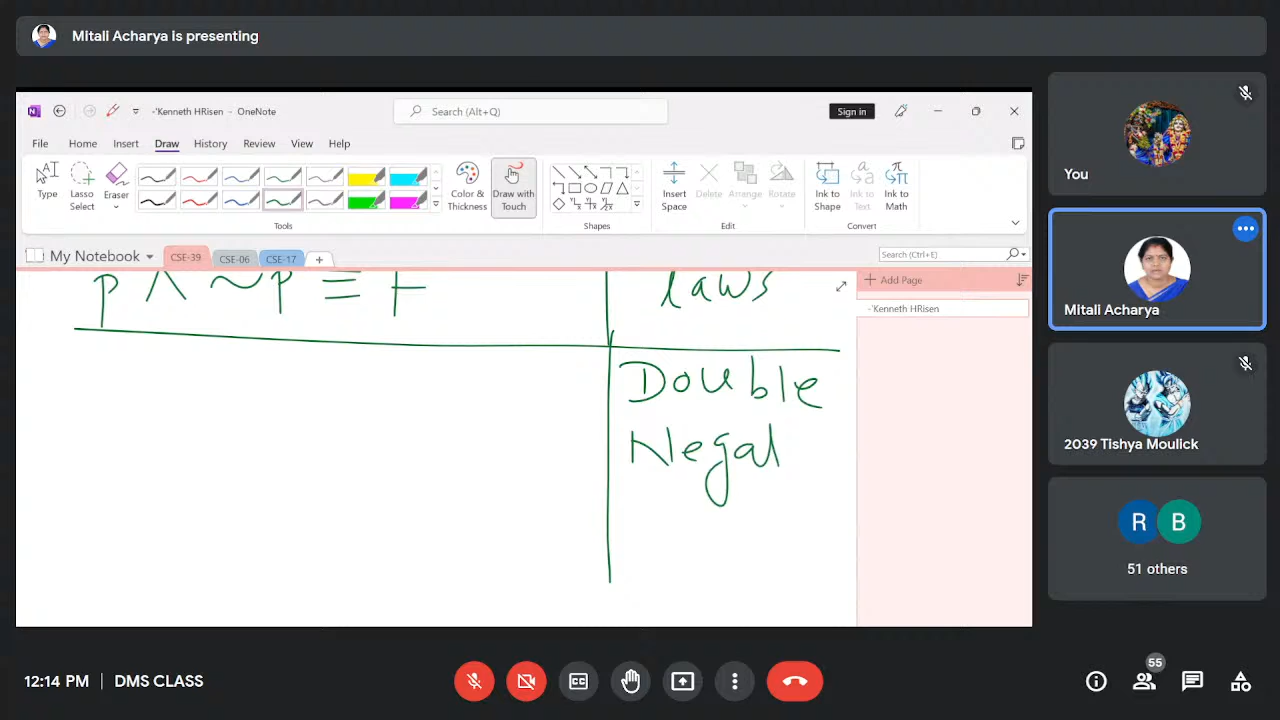 Mitali Acharya is presenting
-'Kenneth HRisen - OneNote
Search (Alt+Q)
Sign in
File Home Insert Draw History Review View Help
Type
Lasso Select
Eraser
Color & Thickness
Draw with Touch
Insert Space
Delete
Arrange
Rotate
Ink to Shape
Ink to Text
Ink to Math
Tools
Shapes
Edit
Convert
My Notebook
CSE-39
CSE-06
CSE-17
Search (Ctrl+E)
Add Page
-'Kenneth HRisen
p ∧ ~p ≡ F
laws
Double
Negat
You
Mitali Acharya
2039 Tishya Moulick
R B
51 others
12:14 PM | DMS CLASS
55